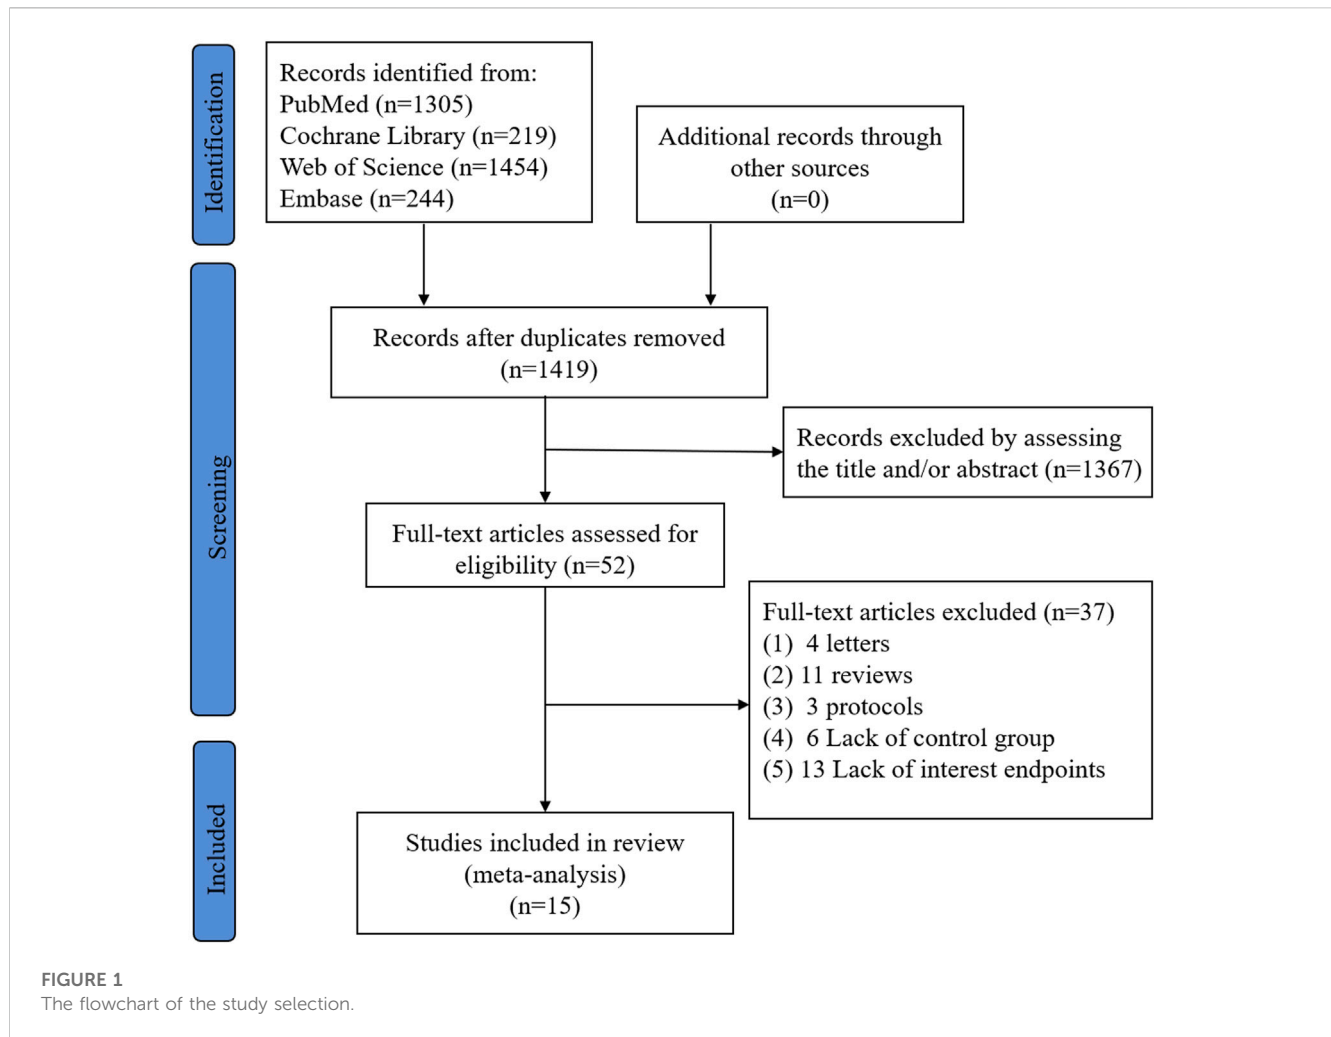 Identification
Records identified from:
PubMed (n=1305)
Cochrane Library (n=219)
Web of Science (n=1454)
Embase (n=244)
Additional records through
other sources
(n=0)
Screening
Records after duplicates removed
(n=1419)
Records excluded by assessing
the title and/or abstract (n=1367)
Full-text articles assessed for
eligibility (n=52)
Full-text articles excluded (n=37)
(1) 4 letters
(2) 11 reviews
(3) 3 protocols
(4) 6 Lack of control group
(5) 13 Lack of interest endpoints
Included
Studies included in review
(meta-analysis)
(n=15)
FIGURE 1
The flowchart of the study selection.